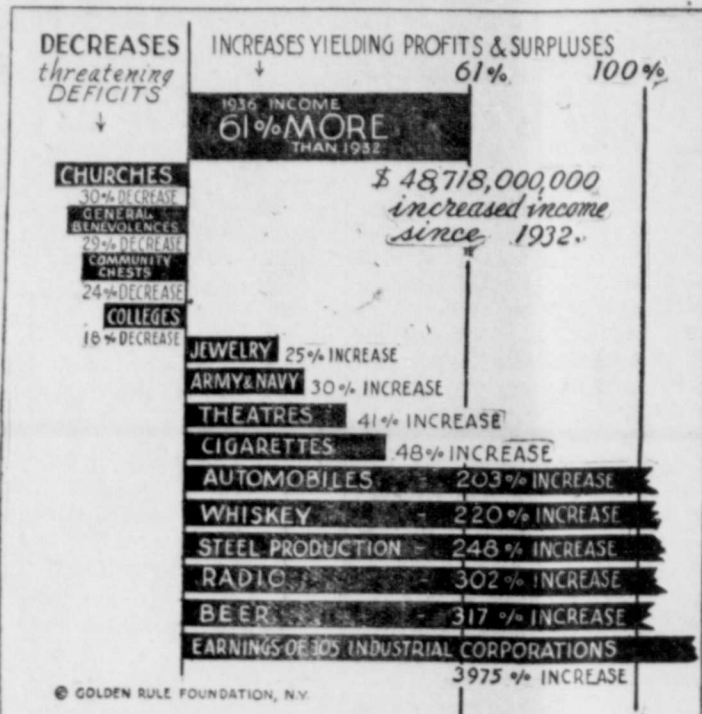 DECREASES
threatening
DEFICITS
INCREASES YIELDING PROFITS & SURPLUSES
61% 100%
1936 INCOME
61% MORE
THAN 1932
$ 48,718,000,000
increased income
since 1932.
CHURCHES
30% DECREASE
GENERAL
BENEVOLENCES
29% DECREASE
COMMUNITY
CHESTS
24% DECREASE
COLLEGES
18% DECREASE
JEWELRY 25% INCREASE
ARMY & NAVY 30% INCREASE
THEATRES 41% INCREASE
CIGARETTES 48% INCREASE
AUTOMOBILES - 203% INCREASE
WHISKEY - 220% INCREASE
STEEL PRODUCTION - 248% INCREASE
RADIO - 302% INCREASE
BEER - 317% INCREASE
EARNINGS OF 305 INDUSTRIAL CORPORATIONS
3975% INCREASE
© GOLDEN RULE FOUNDATION, N.Y.